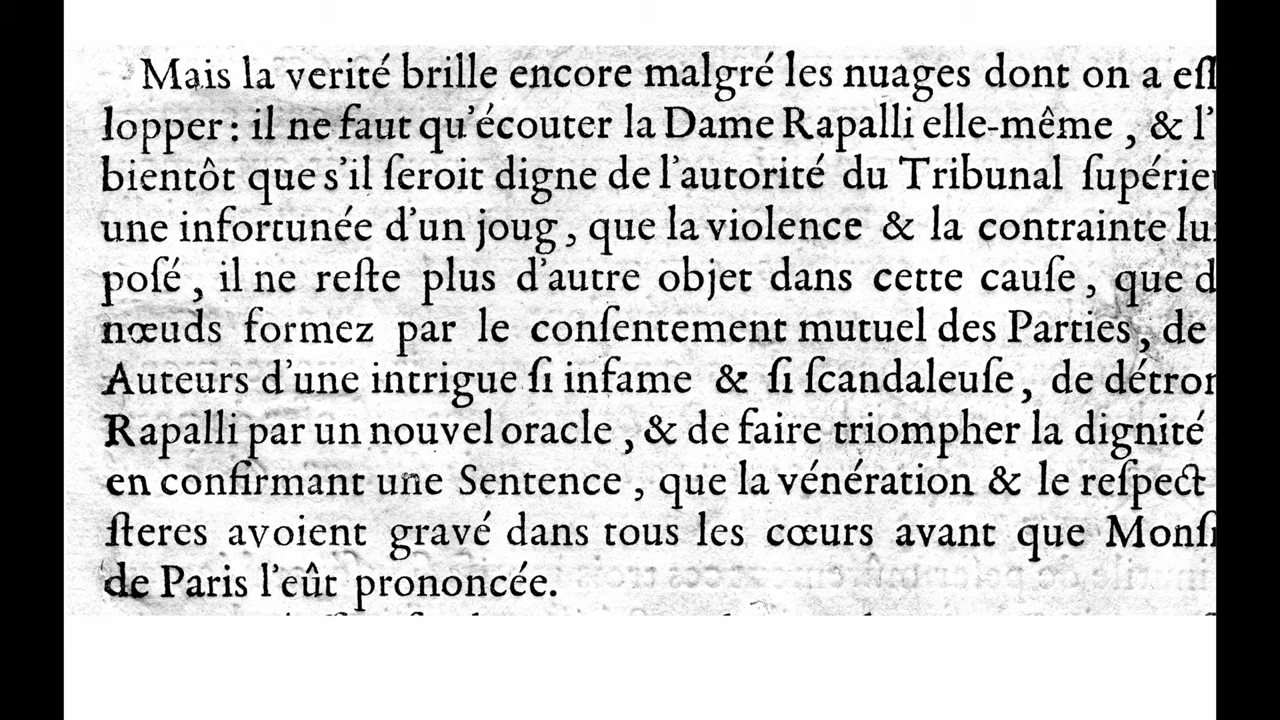 Mais la verité brille encore malgré les nuages dont on a
lopper : il ne faut qu'écouter la Dame Rapalli elle-même , & l'
bientôt que s'il ſeroit digne de l'autorité du Tribunal
une infortunée d'un joug , que la violence & la contrainte
poſé , il ne reſte plus d'autre objet dans cette cauſe , que
nœuds formez par le conſentement mutuel des Parties , de
Auteurs d'une intrigue ſi infame & ſi ſcandaleuſe , de
Rapalli par un nouvel oracle , & de faire triompher la dignité
en confirmant une Sentence , que la vénération & le reſpect
ſteres avoient gravé dans tous les cœurs avant que
de Paris l'eût prononcée.